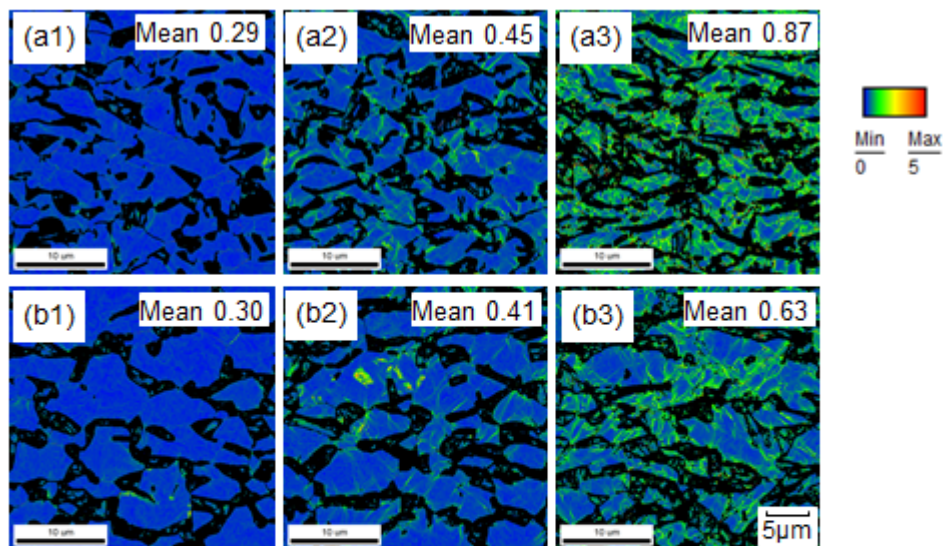 (a1) Mean 0.29
(a2) Mean 0.45
(a3) Mean 0.87
Min Max
0 5
10 µm
10 µm
10 µm
(b1) Mean 0.30
(b2) Mean 0.41
(b3) Mean 0.63
10 µm
10 µm
10 µm
5µm